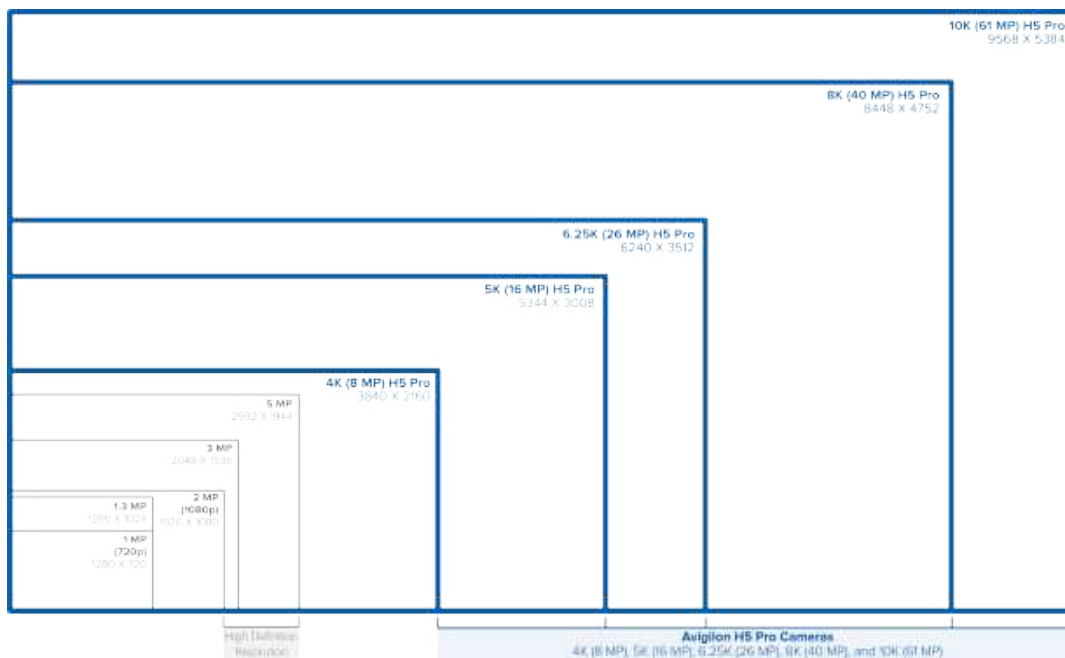 10K (61 MP) H5 Pro
9568 X 5384
8K (40 MP) H5 Pro
8448 X 4752
6.25K (26 MP) H5 Pro
6240 X 3512
5K (16 MP) H5 Pro
5344 X 3008
4K (8 MP) H5 Pro
3840 X 2160
5 MP
2592 X 1944
3 MP
2048 X 1536
2 MP
(1080p)
1920 X 1080
1.3 MP
1280 X 1024
1 MP
(720p)
1280 X 720
High Definition
Resolution
Avigilon H5 Pro Cameras
4K (8 MP), 5K (16 MP), 6.25K (26 MP), 8K (40 MP), and 10K (61 MP)